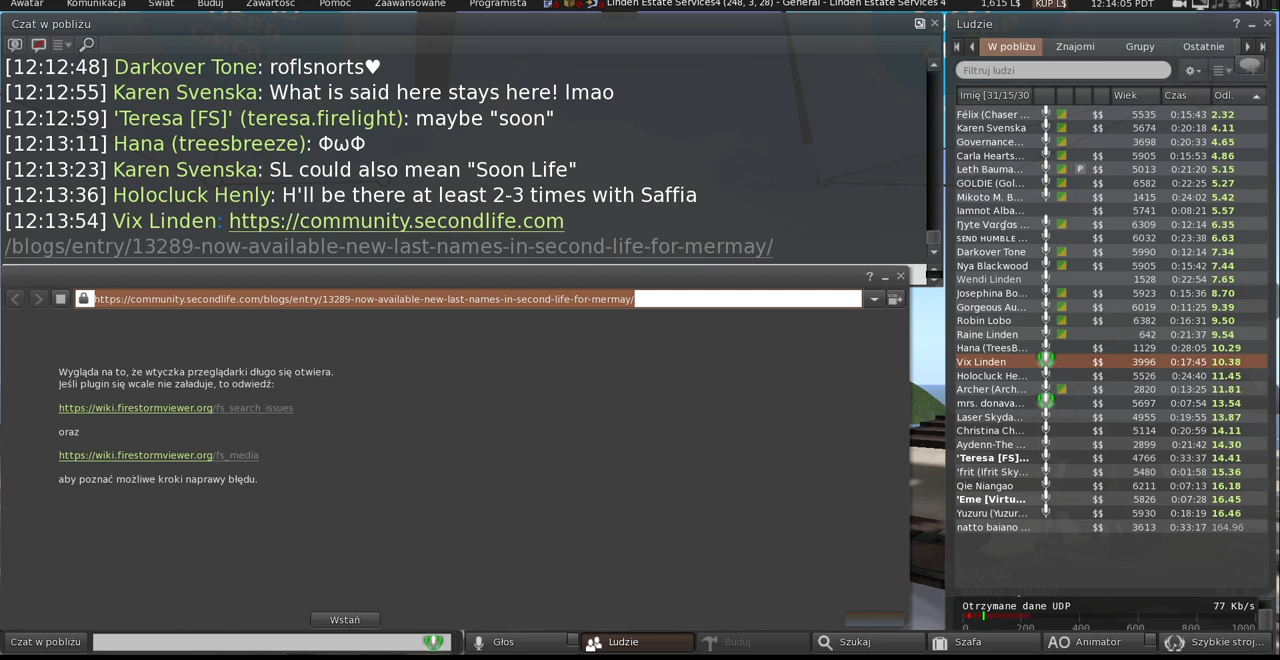 Awatar Komunikacja Świat Buduj Zawartość Pomoc Zaawansowane Programista Linden Estate Services4 (248, 3, 28) - General - Linden Estate Services 4 1,615 L$ KUP L$ 12:14:05 PDT
Czat w pobliżu
[12:12:48] Darkover Tone: roflsnorts♥
[12:12:55] Karen Svenska: What is said here stays here! lmao
[12:12:59] 'Teresa [FS]' (teresa.firelight): maybe "soon"
[12:13:11] Hana (treesbreeze): ΦωΦ
[12:13:23] Karen Svenska: SL could also mean "Soon Life"
[12:13:36] Holocluck Henly: H'll be there at least 2-3 times with Saffia
[12:13:54] Vix Linden: https://community.secondlife.com
/blogs/entry/13289-now-available-new-last-names-in-second-life-for-mermay/
https://community.secondlife.com/blogs/entry/13289-now-available-new-last-names-in-second-life-for-mermay/
Wygląda na to, że wtyczka przeglądarki długo się otwiera.
Jeśli plugin się wcale nie załaduje, to odwiedź:
https://wiki.firestormviewer.org/fs_search_issues
oraz
https://wiki.firestormviewer.org/fs_media
aby poznać możliwe kroki naprawy błędu.
Wstań
Ludzie
W pobliżu Znajomi Grupy Ostatnie
Filtruj ludzi
Imię [31/15/30 Wiek Czas Odl.
Félix (Chaser ... 5535 0:15:43 2.32
Karen Svenska $$ 5674 0:20:18 4.11
Governance... 3698 0:20:33 4.65
Carla Hearts... $$ 5905 0:15:53 4.86
Leth Bauma... P $$ 5013 0:21:20 5.15
GOLDIE (Gol... $$ 6582 0:22:25 5.27
Mikoto M. B... $$ 1415 0:24:02 5.42
Iamnot Alba... 5741 0:08:21 5.57
Ŋyte Vαrgαs ... $$ 6309 0:12:14 6.35
ꜱᴇɴᴅ ʜᴜᴍʙʟᴇ ... $$ 6032 0:23:38 6.63
Darkover Tone $$ 5990 0:12:14 7.34
Nya Blackwood $$ 5905 0:15:42 7.44
Wendi Linden 1528 0:22:54 7.65
Josephina Bo... $$ 5923 0:15:36 8.70
Gorgeous Au... $$ 6019 0:11:25 9.39
Robin Lobo $$ 6382 0:16:31 9.50
Raine Linden 642 0:21:37 9.54
Hana (TreesB... $$ 1129 0:28:05 10.29
Vix Linden $$ 3996 0:17:45 10.38
Holocluck He... $$ 5526 0:24:40 11.45
Archer (Arch... $$ 2820 0:13:25 11.81
mrs. donava... $$ 5697 0:07:54 13.54
Laser Skyda... $$ 4955 0:19:55 13.87
Christina Ch... $$ 5114 0:20:59 14.11
Aydenn-The ... $$ 2899 0:21:42 14.30
'Teresa [FS]... $$ 4766 0:33:37 14.41
'frit (Ifrit Sky... $$ 5480 0:01:58 15.36
Qie Niangao $$ 6211 0:07:13 16.18
'Eme [Virtu... $$ 5826 0:07:28 16.45
Yuzuru (Yuzur... $$ 5930 0:18:19 16.46
natto baiano ... $$ 3613 0:33:17 164.96
Otrzymane dane UDP 77 Kb/s
0 200 400 600 800 1000
Czat w pobliżu Głos Ludzie Buduj Szukaj Szafa AO Animator Szybkie stroj...